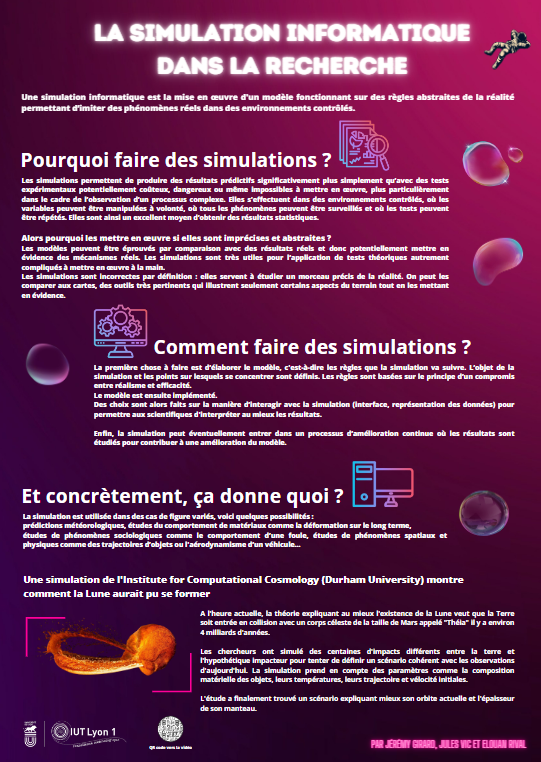 LA SIMULATION INFORMATIQUE
DANS LA RECHERCHE
Une simulation informatique est la mise en œuvre d'un modèle fonctionnant sur des règles abstraites de la réalité
permettant d'imiter des phénomènes réels dans des environnements contrôlés.
Pourquoi faire des simulations ?
Les simulations permettent de produire des résultats prédictifs significativement plus simplement qu'avec des tests
expérimentaux potentiellement coûteux, dangereux ou même impossibles à mettre en œuvre, plus particulièrement
dans le cadre de l'observation d'un processus complexe. Elles s'effectuent dans des environnements contrôlés, où les
variables peuvent être manipulées à volonté, où tous les phénomènes peuvent être surveillés et où les tests peuvent
être répétés. Elles sont ainsi un excellent moyen d'obtenir des résultats statistiques.
Alors pourquoi les mettre en œuvre si elles sont imprécises et abstraites ?
Les modèles peuvent être éprouvés par comparaison avec des résultats réels et donc potentiellement mettre en
évidence des mécanismes réels. Les simulations sont très utiles pour l'application de tests théoriques autrement
compliqués à mettre en œuvre à la main.
Les simulations sont incorrectes par définition : elles servent à étudier un morceau précis de la réalité. On peut les
comparer aux cartes, des outils très pertinents qui illustrent seulement certains aspects du terrain tout en les mettant
en évidence.
Comment faire des simulations ?
La première chose à faire est d'élaborer le modèle, c'est-à-dire les règles que la simulation va suivre. L'objet de la
simulation et les points sur lesquels se concentrer sont définis. Les règles sont basées sur le principe d'un compromis
entre réalisme et efficacité.
Le modèle est ensuite implémenté.
Des choix sont alors faits sur la manière d'interagir avec la simulation (interface, représentation des données) pour
permettre aux scientifiques d'interpréter au mieux les résultats.
Enfin, la simulation peut éventuellement entrer dans un processus d'amélioration continue où les résultats sont
étudiés pour contribuer à une amélioration du modèle.
Et concrètement, ça donne quoi ?
La simulation est utilisée dans des cas de figure variés, voici quelques possibilités :
prédictions météorologiques, études du comportement de matériaux comme la déformation sur le long terme,
études de phénomènes sociologiques comme le comportement d'une foule, études de phénomènes spatiaux et
physiques comme des trajectoires d'objets ou l'aérodynamisme d'un véhicule...
Une simulation de l'Institute for Computational Cosmology (Durham University) montre
comment la Lune aurait pu se former
A l'heure actuelle, la théorie expliquant au mieux l'existence de la Lune veut que la Terre
soit entrée en collision avec un corps céleste de la taille de Mars appelé "Théia" il y a environ
4 milliards d'années.
Les chercheurs ont simulé des centaines d'impacts différents entre la terre et
l'hypothétique impacteur pour tenter de définir un scénario cohérent avec les observations
d'aujourd'hui. La simulation prend en compte des paramètres comme la composition
matérielle des objets, leurs températures, leurs trajectoire et vélocité initiales.
L'étude a finalement trouvé un scénario expliquant mieux son orbite actuelle et l'épaisseur
de son manteau.
IUT Lyon 1
QR code vers la vidéo
PAR JÉRÉMY GIRARD, JULES VIC ET ELOUAN RIVAL